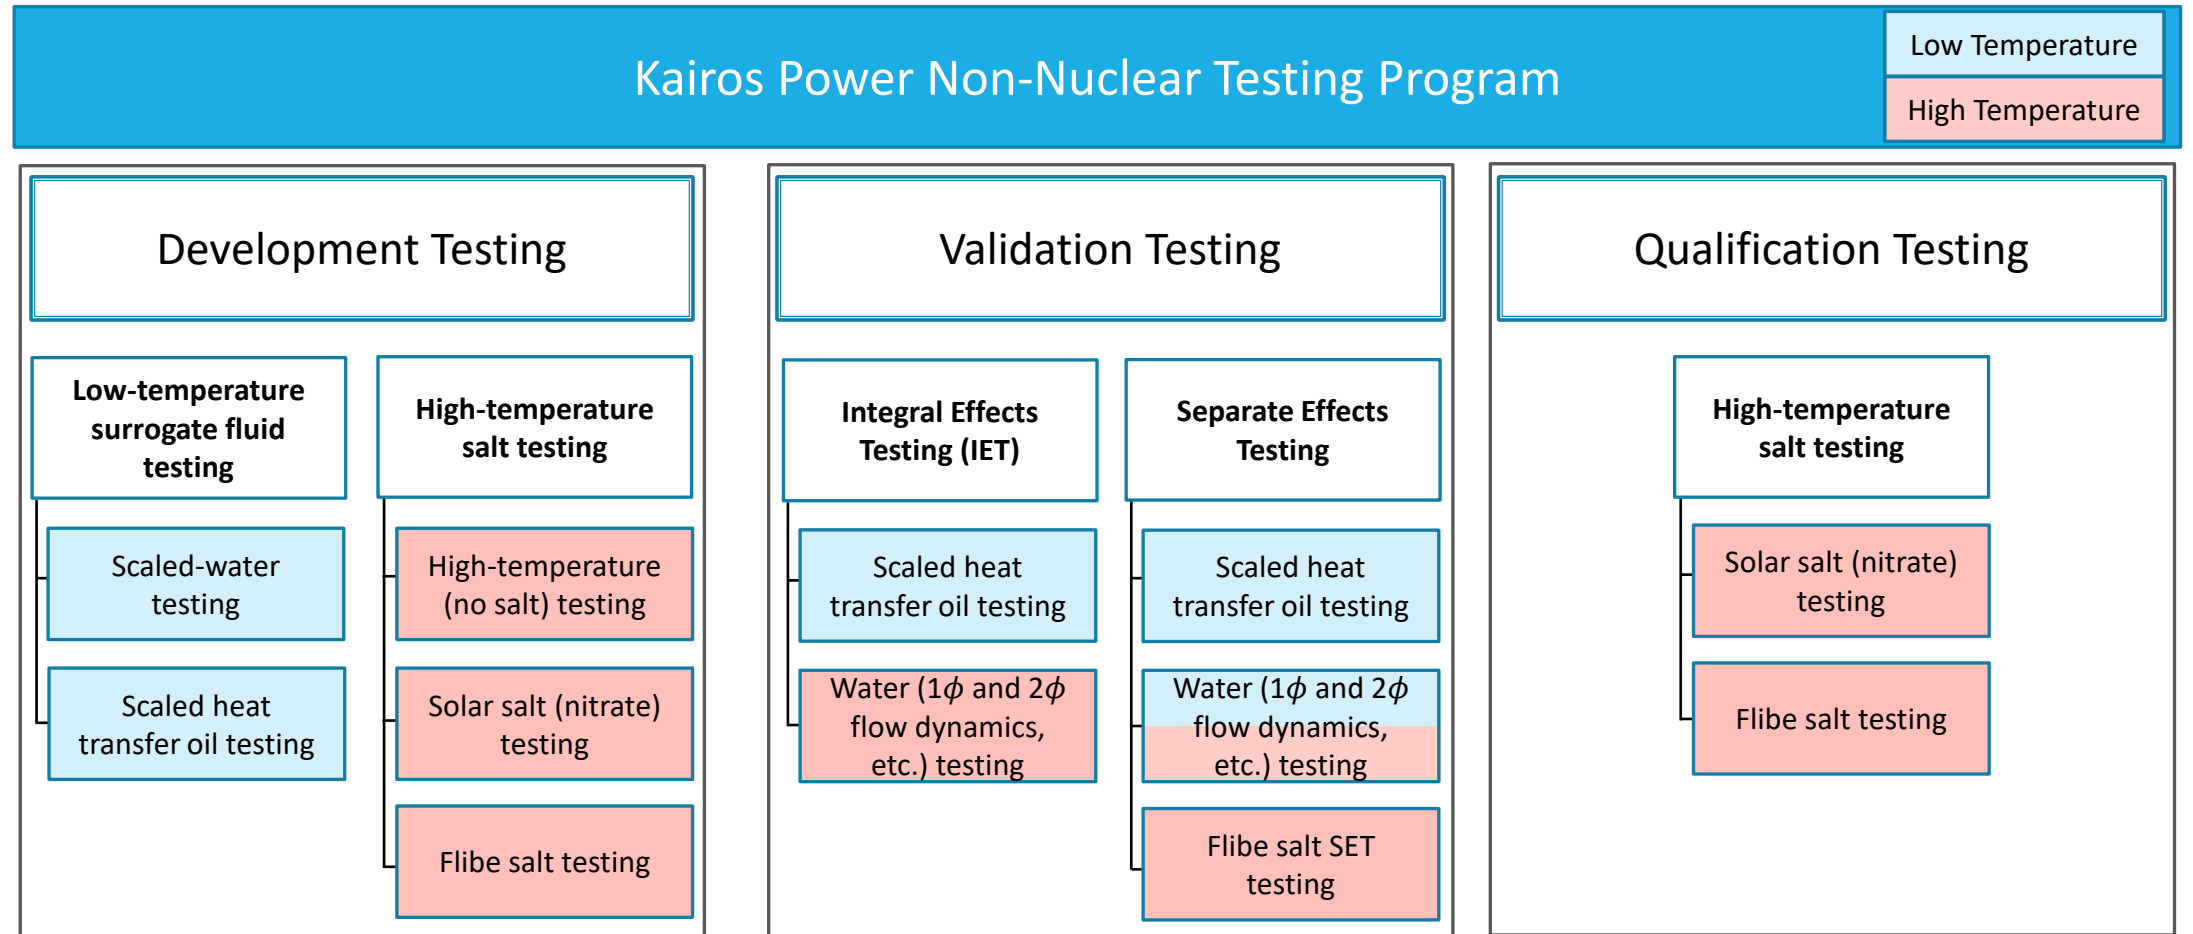 Kairos Power Non-Nuclear Testing Program
Low Temperature
High Temperature
Development Testing
Low-temperature
surrogate fluid
testing
Scaled-water
testing
Scaled heat
transfer oil testing
High-temperature
salt testing
High-temperature
(no salt) testing
Solar salt (nitrate)
testing
Flibe salt testing
Validation Testing
Integral Effects
Testing (IET)
Scaled heat
transfer oil testing
Water (1𝜙 and 2𝜙
flow dynamics,
etc.) testing
Separate Effects
Testing
Scaled heat
transfer oil testing
Water (1𝜙 and 2𝜙
flow dynamics,
etc.) testing
Flibe salt SET
testing
Qualification Testing
High-temperature
salt testing
Solar salt (nitrate)
testing
Flibe salt testing